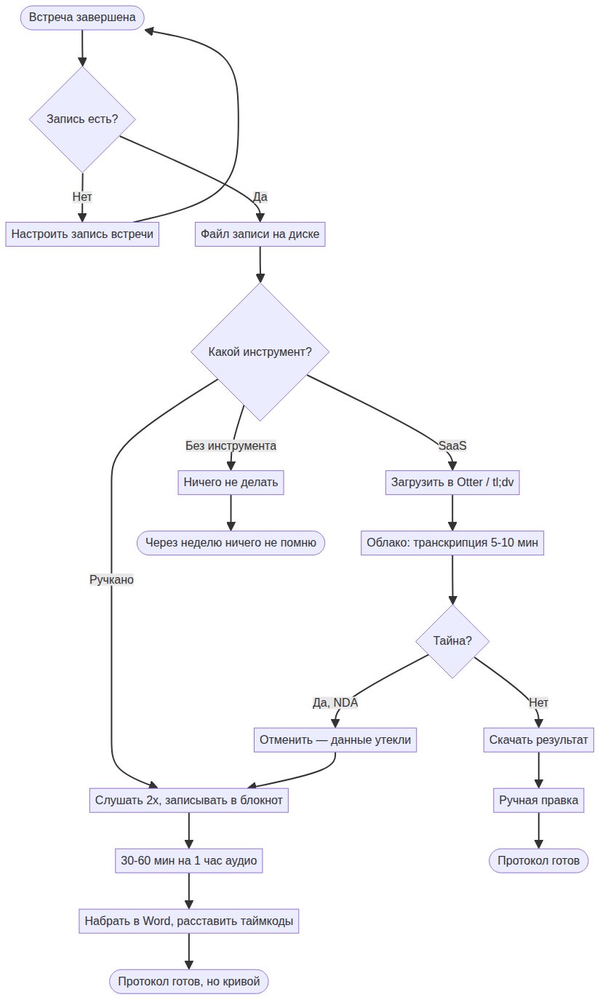 Встреча завершена
Запись есть?
Нет
Да
Настроить запись встречи
Файл записи на диске
Какой инструмент?
Без инструмента
SaaS
Ничего не делать
Загрузить в Otter / tl;dv
Через неделю ничего не помню
Облако: транскрипция 5-10 мин
Ручкано
Тайна?
Да, NDA
Нет
Отменить — данные утекли
Скачать результат
Слушать 2x, записывать в блокнот
Ручная правка
30-60 мин на 1 час аудио
Протокол готов
Набрать в Word, расставить таймкоды
Протокол готов, но кривой